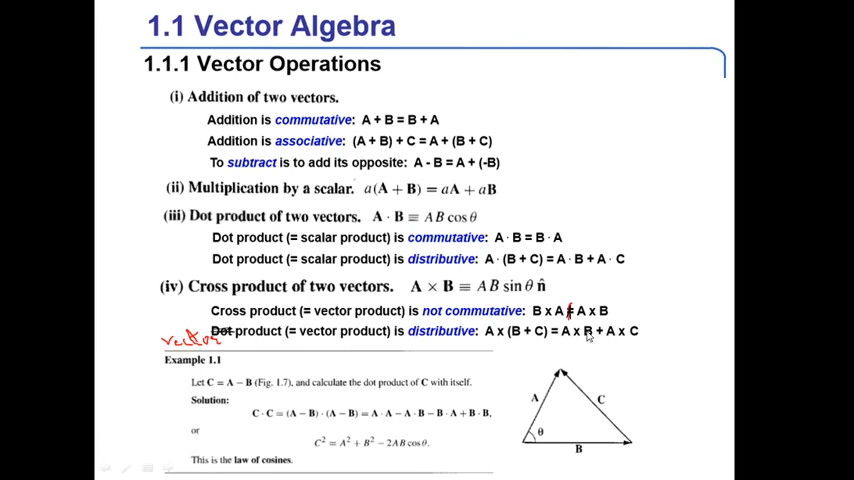 1.1 Vector Algebra
1.1.1 Vector Operations
(i) Addition of two vectors.
Addition is commutative: A + B = B + A
Addition is associative: (A + B) + C = A + (B + C)
To subtract is to add its opposite: A - B = A + (-B)
(ii) Multiplication by a scalar. a(A + B) = aA + aB
(iii) Dot product of two vectors. A · B ≡ AB cos θ
Dot product (= scalar product) is commutative: A · B = B · A
Dot product (= scalar product) is distributive: A · (B + C) = A · B + A · C
(iv) Cross product of two vectors. A × B ≡ AB sin θ n̂
Cross product (= vector product) is not commutative: B x A ≠ A x B
vector Dot product (= vector product) is distributive: A x (B + C) = A x B + A x C
Example 1.1
Let C = A − B (Fig. 1.7), and calculate the dot product of C with itself.
Solution:
C · C = (A − B) · (A − B) = A · A − A · B − B · A + B · B,
or
C² = A² + B² − 2AB cos θ.
This is the law of cosines.
A
C
θ
B